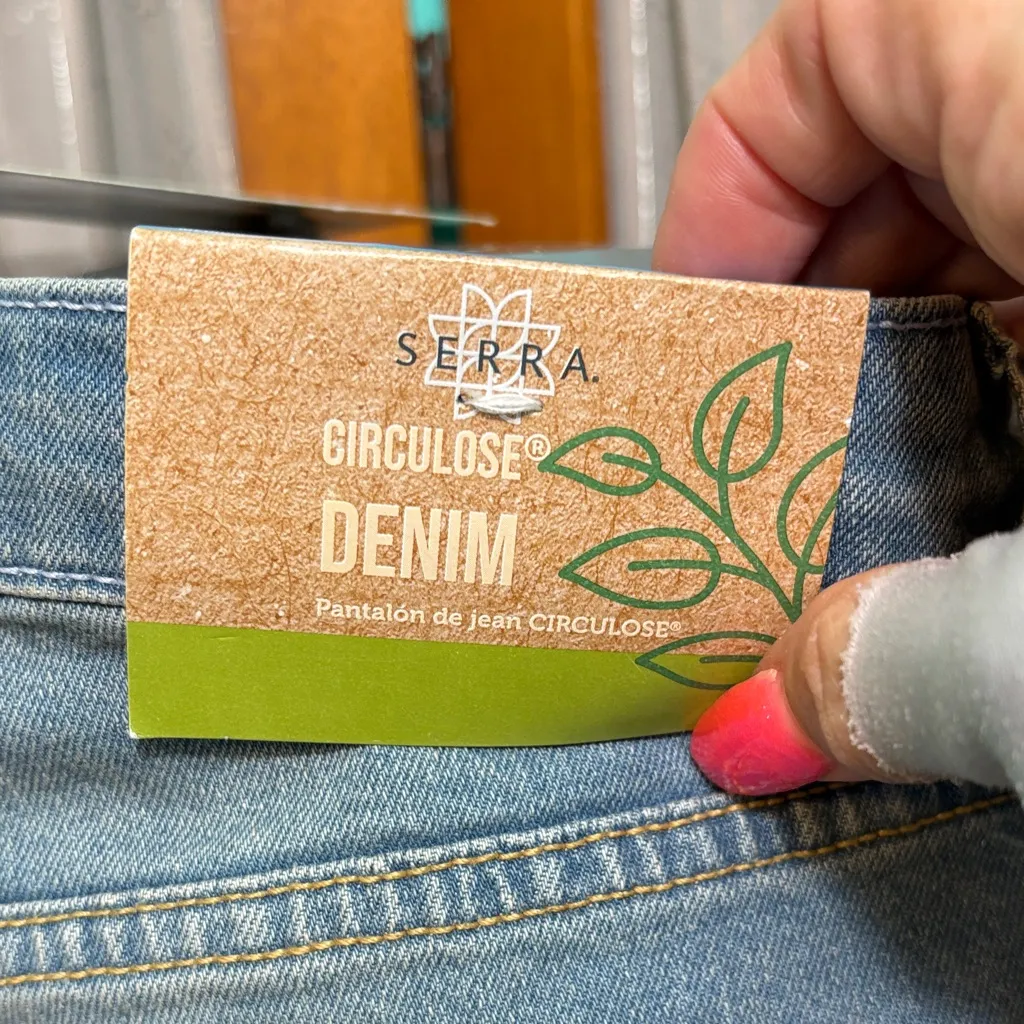 SERRA.
CIRCULOSE®
DENIM
Pantalón de jean CIRCULOSE®